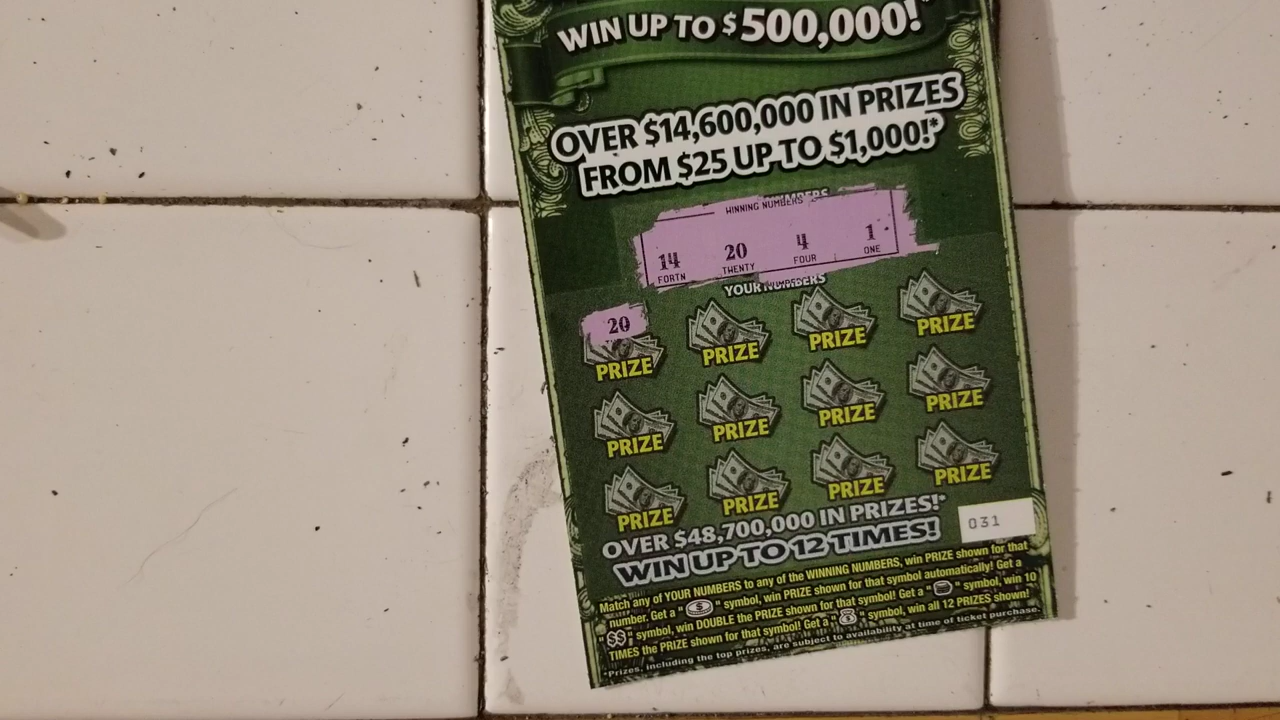 WIN UP TO $500,000!*
OVER $14,600,000 IN PRIZES
FROM $25 UP TO $1,000!*
WINNING NUMBERS
14 20 4 1
FORTN TWENTY FOUR ONE
YOUR NUMBERS
20
PRIZE PRIZE PRIZE PRIZE
PRIZE PRIZE PRIZE PRIZE
PRIZE PRIZE PRIZE PRIZE
OVER $48,700,000 IN PRIZES!*
WIN UP TO 12 TIMES!
031
Match any of YOUR NUMBERS to any of the WINNING NUMBERS, win PRIZE shown for that
number. Get a " $ " symbol, win PRIZE shown for that symbol automatically! Get a
" $$ " symbol, win DOUBLE the PRIZE shown for that symbol! Get a " " symbol, win 10
TIMES the PRIZE shown for that symbol! Get a " $ " symbol, win all 12 PRIZES shown!
*Prizes, including the top prizes, are subject to availability at time of ticket purchase.